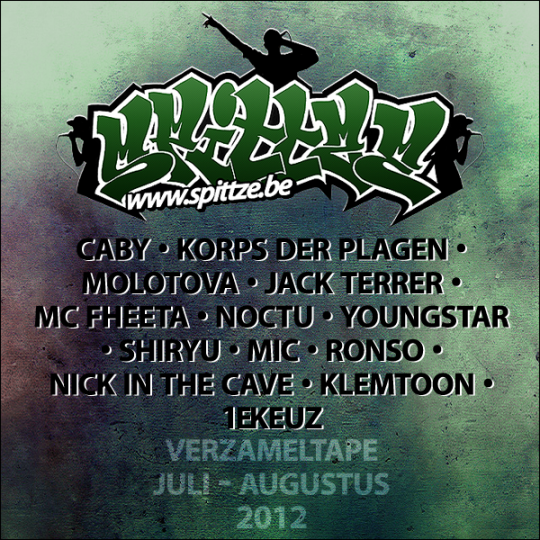 SPITTZE
www.spittze.be
CABY • KORPS DER PLAGEN •
MOLOTOVA • JACK TERRER •
MC FHEETA • NOCTU • YOUNGSTAR
• SHIRYU • MIC • RONSO •
NICK IN THE CAVE • KLEMTOON •
1EKEUZ
VERZAMELTAPE
JULI - AUGUSTUS
2012